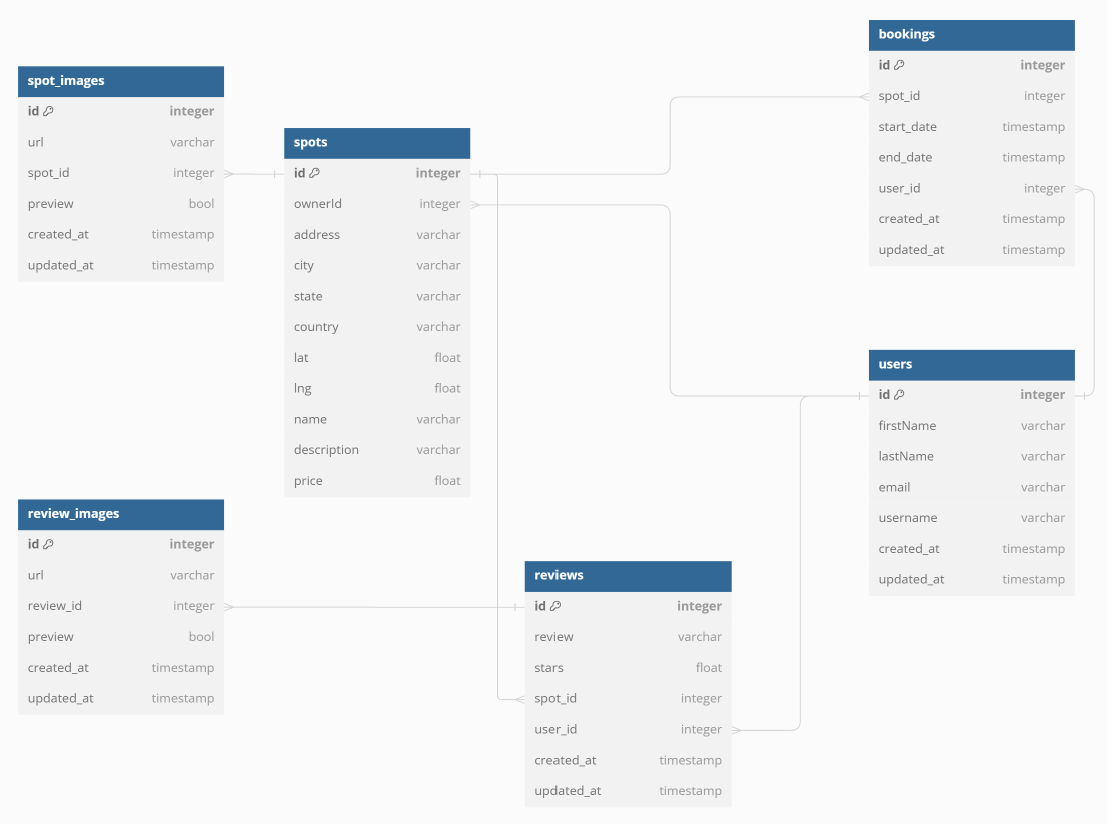 spot_images
id integer
url varchar
spot_id integer
preview bool
created_at timestamp
updated_at timestamp
spots
id integer
ownerId integer
address varchar
city varchar
state varchar
country varchar
lat float
lng float
name varchar
description varchar
price float
bookings
id integer
spot_id integer
start_date timestamp
end_date timestamp
user_id integer
created_at timestamp
updated_at timestamp
users
id integer
firstName varchar
lastName varchar
email varchar
username varchar
created_at timestamp
updated_at timestamp
review_images
id integer
url varchar
review_id integer
preview bool
created_at timestamp
updated_at timestamp
reviews
id integer
review varchar
stars float
spot_id integer
user_id integer
created_at timestamp
updated_at timestamp